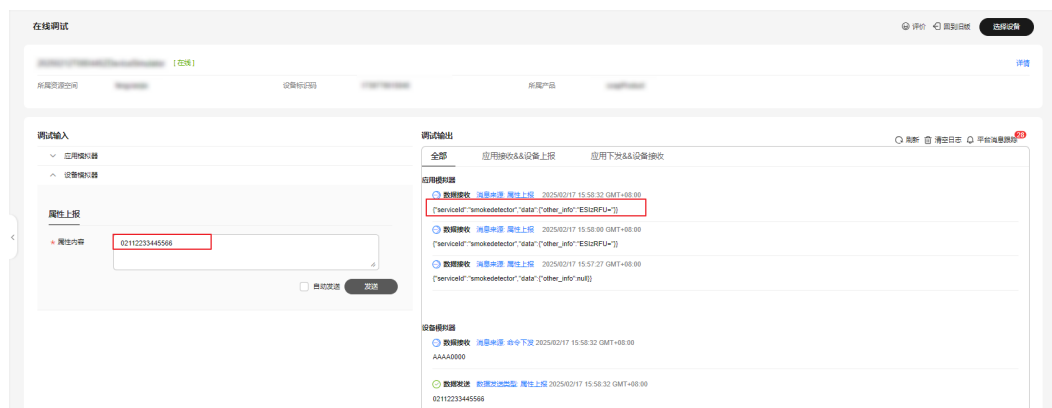 在线调试
评价 回到旧版 选择设备
[在线] 详情
所属资源空间 设备标识码 所属产品
调试输入
应用模拟器
设备模拟器
属性上报
* 属性内容 02112233445566
自动发送 发送
调试输出 刷新 清空日志 平台消息跟踪 28
全部 应用接收&&设备上报 应用下发&&设备接收
应用模拟器
数据接收 消息来源: 属性上报 2025/02/17 15:58:32 GMT+08:00
{"serviceId":"smokedetector","data":{"other_info":"ESIzRFU="}}
数据接收 消息来源: 属性上报 2025/02/17 15:58:00 GMT+08:00
{"serviceId":"smokedetector","data":{"other_info":"ESIzRFU="}}
数据接收 消息来源: 属性上报 2025/02/17 15:57:27 GMT+08:00
{"serviceId":"smokedetector","data":{"other_info":null}}
设备模拟器
数据接收 消息来源: 命令下发 2025/02/17 15:58:32 GMT+08:00
AAAA0000
数据发送 数据发送类型: 属性上报 2025/02/17 15:58:32 GMT+08:00
02112233445566